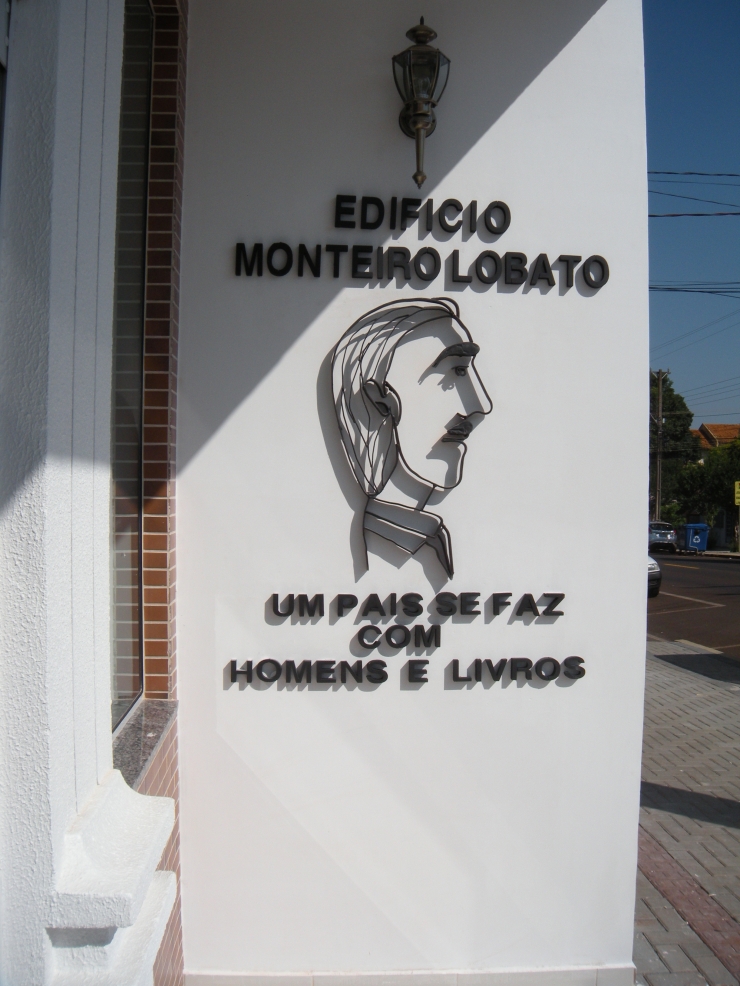 EDIFICIO
MONTEIRO LOBATO
UM PAIS SE FAZ
COM
HOMENS E LIVROS